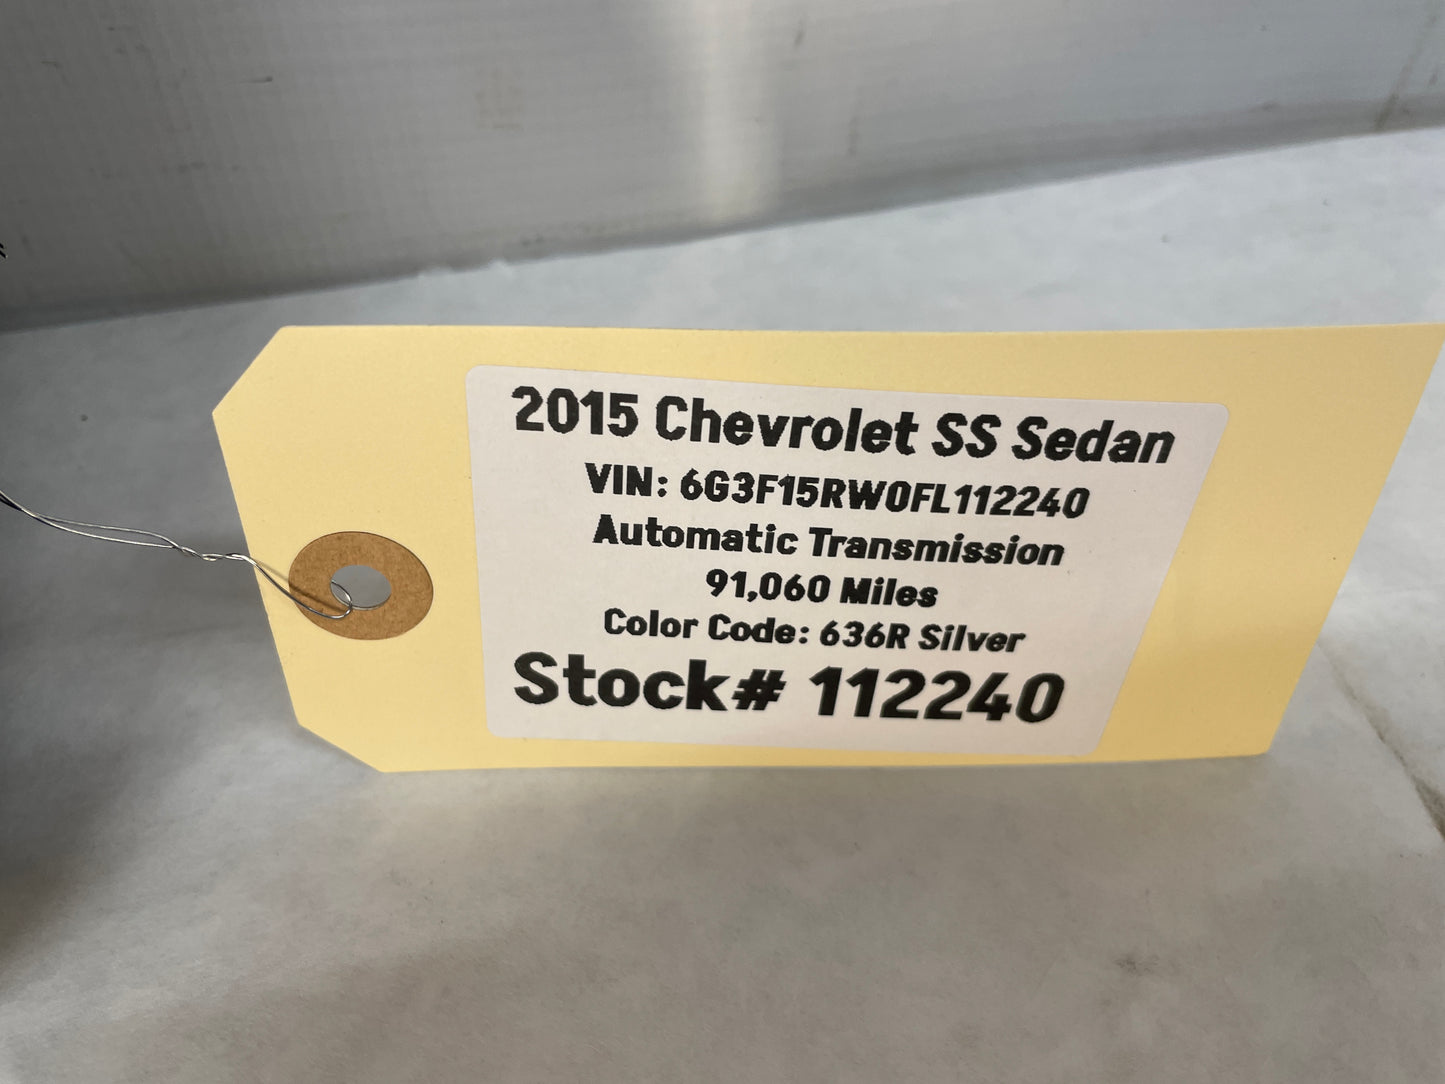 2015 Chevrolet SS Sedan
VIN: 6G3F15RW0FL112240
Automatic Transmission
91,060 Miles
Color Code: 636R Silver
Stock# 112240